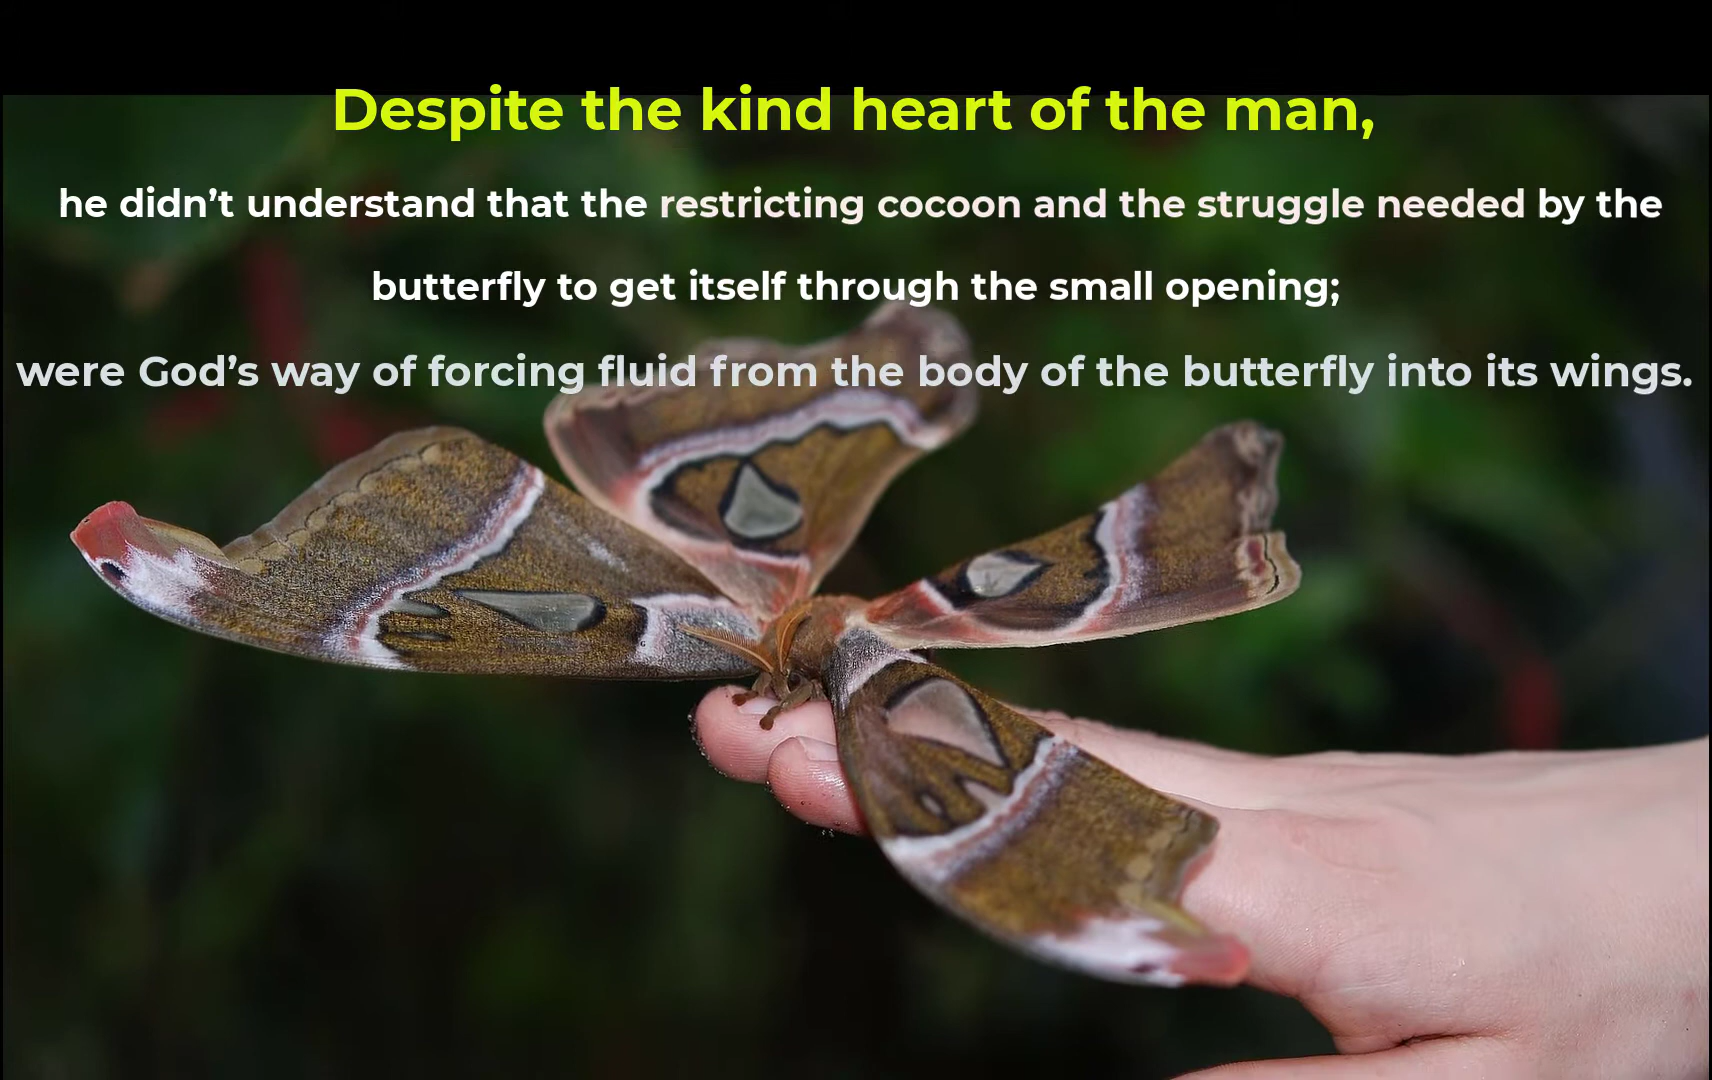 Despite the kind heart of the man,
he didn’t understand that the restricting cocoon and the struggle needed by the
butterfly to get itself through the small opening;
were God’s way of forcing fluid from the body of the butterfly into its wings.